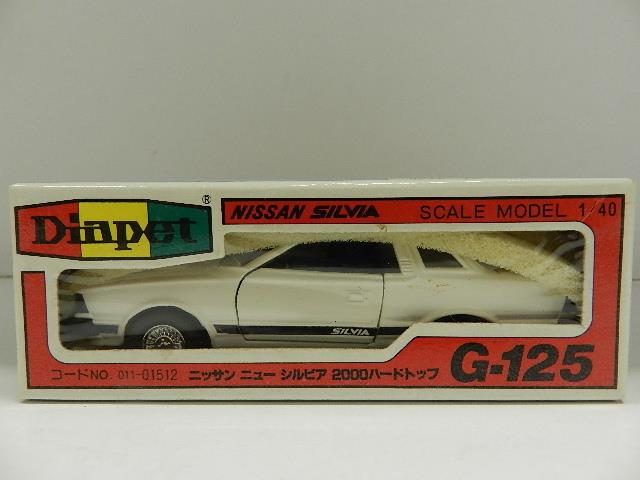 Diapet®
NISSAN SILVIA SCALE MODEL 1/40
SILVIA
G-125
コードNO. 011-01512 ニッサン ニュー シルビア 2000ハードトップ